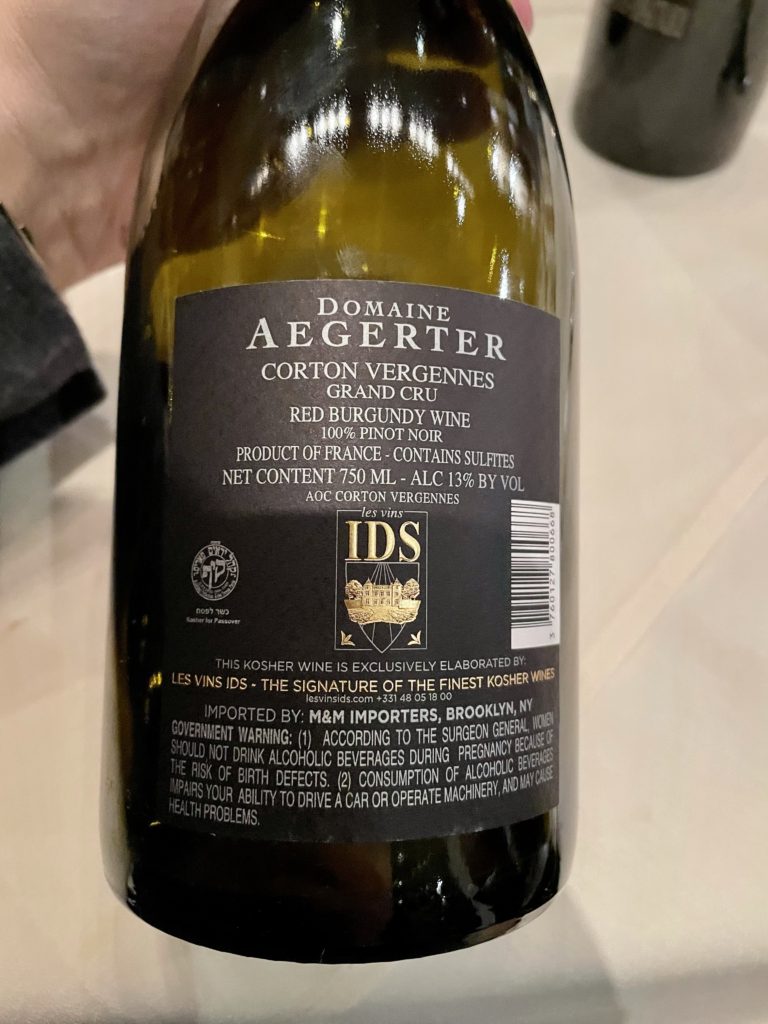 DOMAINE
AEGERTER
CORTON VERGENNES
GRAND CRU
RED BURGUNDY WINE
100% PINOT NOIR
PRODUCT OF FRANCE - CONTAINS SULFITES
NET CONTENT 750 ML - ALC 13% BY VOL
AOC CORTON VERGENNES
les vins
IDS
כשר לפסח
Kosher for Passover
3 760127 800668
THIS KOSHER WINE IS EXCLUSIVELY ELABORATED BY:
LES VINS IDS - THE SIGNATURE OF THE FINEST KOSHER WINES
lesvinsids.com +331 48 05 18 00
IMPORTED BY: M&M IMPORTERS, BROOKLYN, NY
GOVERNMENT WARNING: (1) ACCORDING TO THE SURGEON GENERAL, WOMEN
SHOULD NOT DRINK ALCOHOLIC BEVERAGES DURING PREGNANCY BECAUSE OF
THE RISK OF BIRTH DEFECTS. (2) CONSUMPTION OF ALCOHOLIC BEVERAGES
IMPAIRS YOUR ABILITY TO DRIVE A CAR OR OPERATE MACHINERY, AND MAY CAUSE
HEALTH PROBLEMS.